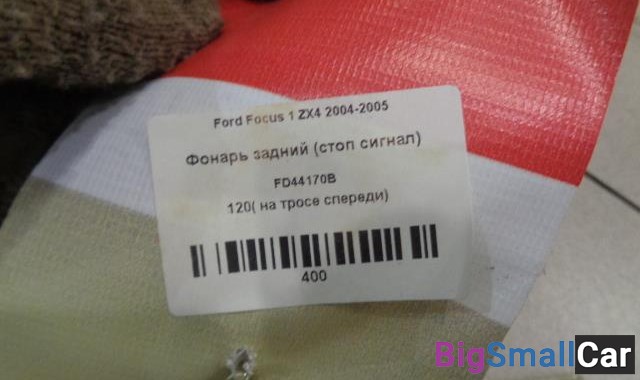 Ford Focus 1 ZX4 2004-2005
Фонарь задний (стоп сигнал)
FD44170B
120( на тросе спереди)
400
BigSmallCar